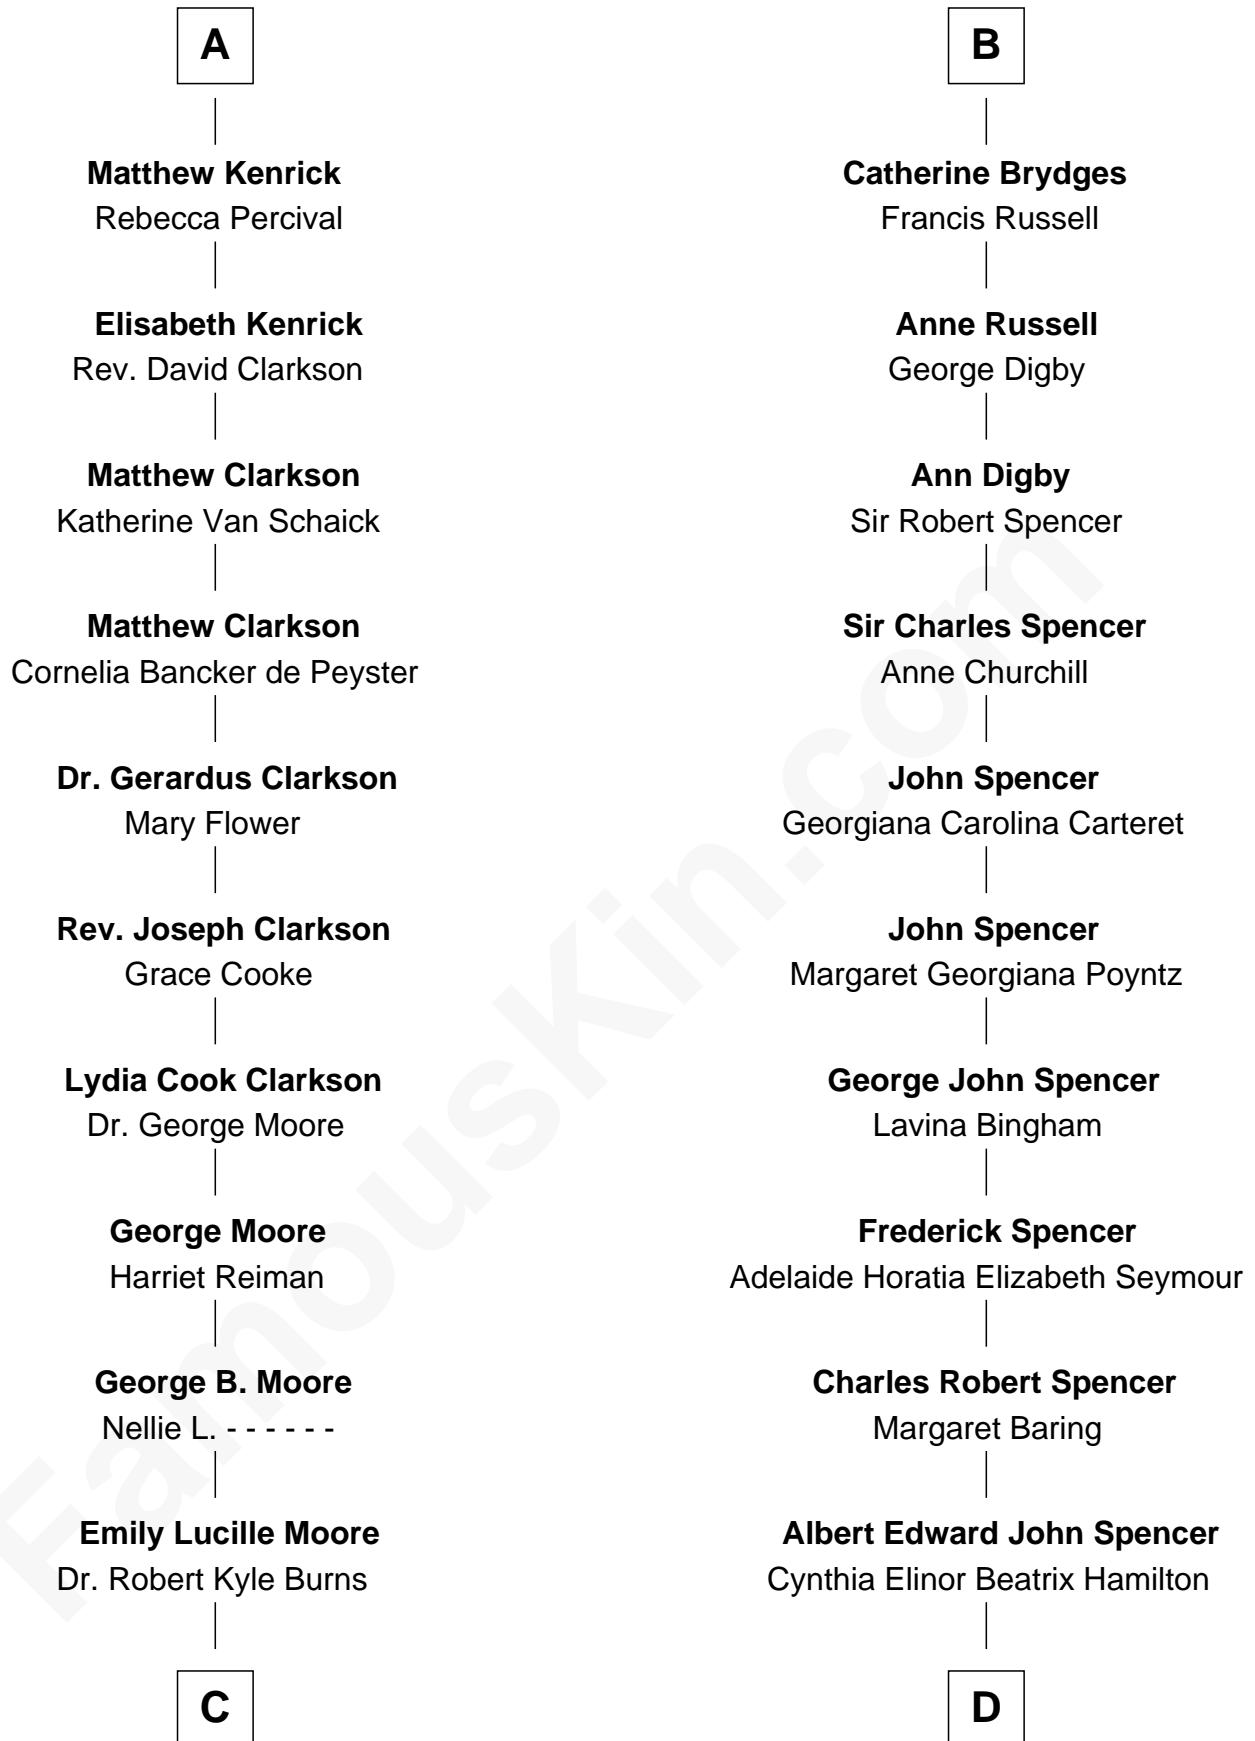 A
Matthew Kenrick
Rebecca Percival
Elisabeth Kenrick
Rev. David Clarkson
Matthew Clarkson
Katherine Van Schaick
Matthew Clarkson
Cornelia Bancker de Peyster
Dr. Gerardus Clarkson
Mary Flower
Rev. Joseph Clarkson
Grace Cooke
Lydia Cook Clarkson
Dr. George Moore
George Moore
Harriet Reiman
George B. Moore
Nellie L. - - - - - -
Emily Lucille Moore
Dr. Robert Kyle Burns
C
B
Catherine Brydges
Francis Russell
Anne Russell
George Digby
Ann Digby
Sir Robert Spencer
Sir Charles Spencer
Anne Churchill
John Spencer
Georgiana Carolina Carteret
John Spencer
Margaret Georgiana Poyntz
George John Spencer
Lavina Bingham
Frederick Spencer
Adelaide Horatia Elizabeth Seymour
Charles Robert Spencer
Margaret Baring
Albert Edward John Spencer
Cynthia Elinor Beatrix Hamilton
D
FamousKin.com